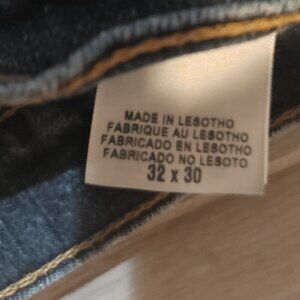 MADE IN LESOTHO
FABRIQUE AU LESOTHO
FABRICADO EN LESOTHO
FABRICADO NO LESOTO
32 x 30